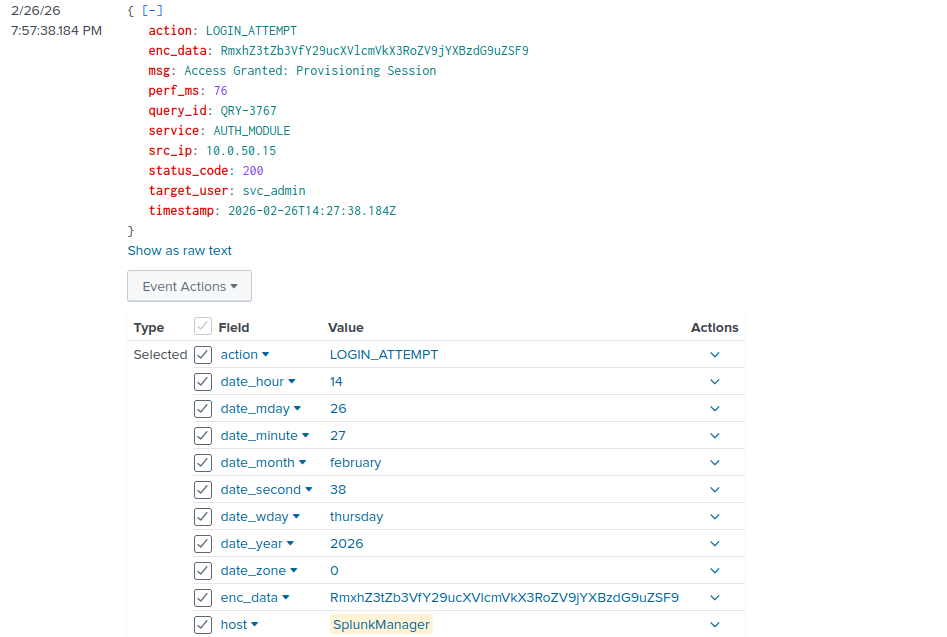 2/26/26
7:57:38.184 PM
{ [-]
action: LOGIN_ATTEMPT
enc_data: RmxhZ3tZb3VfY29ucXVlcmVkX3RoZV9jYXBzdG9uZSF9
msg: Access Granted: Provisioning Session
perf_ms: 76
query_id: QRY-3767
service: AUTH_MODULE
src_ip: 10.0.50.15
status_code: 200
target_user: svc_admin
timestamp: 2026-02-26T14:27:38.184Z
}
Show as raw text
Event Actions
Type Field Value Actions
Selected action LOGIN_ATTEMPT
date_hour 14
date_mday 26
date_minute 27
date_month february
date_second 38
date_wday thursday
date_year 2026
date_zone 0
enc_data RmxhZ3tZb3VfY29ucXVlcmVkX3RoZV9jYXBzdG9uZSF9
host SplunkManager